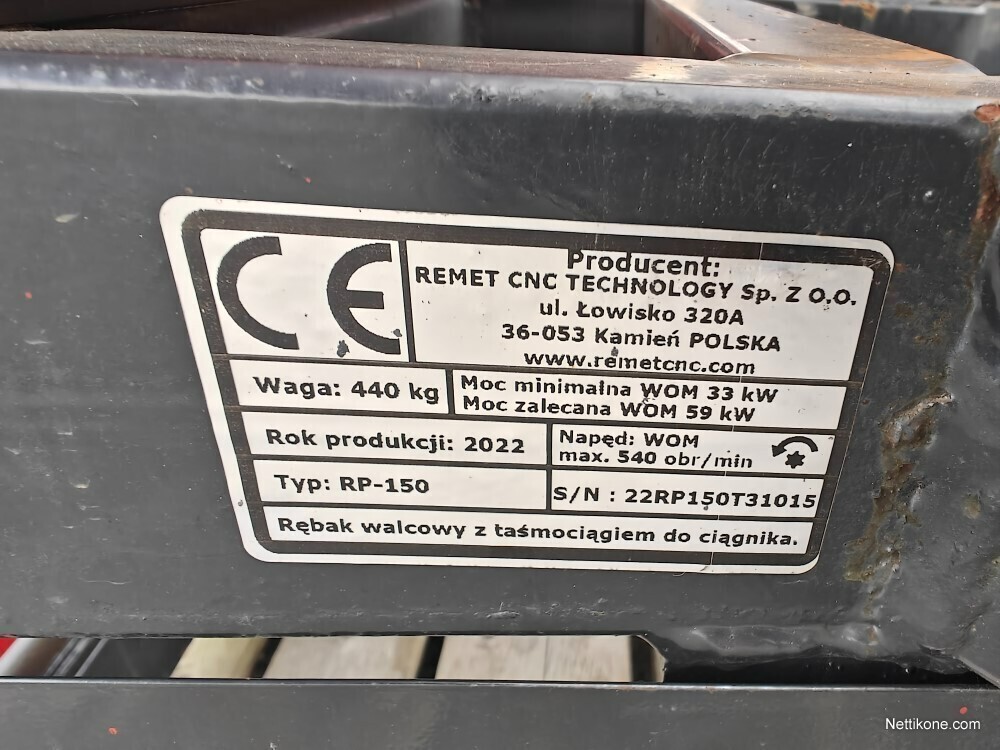 CE
Producent:
REMET CNC TECHNOLOGY Sp. Z O.O.
ul. Łowisko 320A
36-053 Kamień POLSKA
www.remetcnc.com
Waga: 440 kg
Moc minimalna WOM 33 kW
Moc zalecana WOM 59 kW
Rok produkcji: 2022
Napęd: WOM
max. 540 obr/min
Typ: RP-150
S/N : 22RP150T31015
Rębak walcowy z taśmociągiem do ciągnika.
Nettikone.com